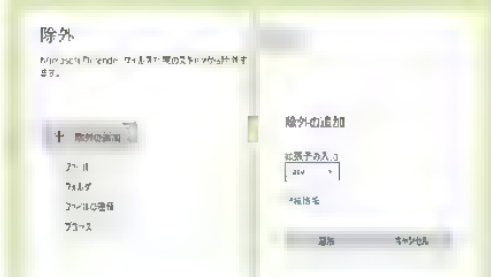 除外
Microsoft Defender ウイルス対策のスキャンから除外します。
+ 除外の追加
ファイル
フォルダー
ファイルの種類
プロセス
除外の追加
拡張子の入力
追加
キャンセル